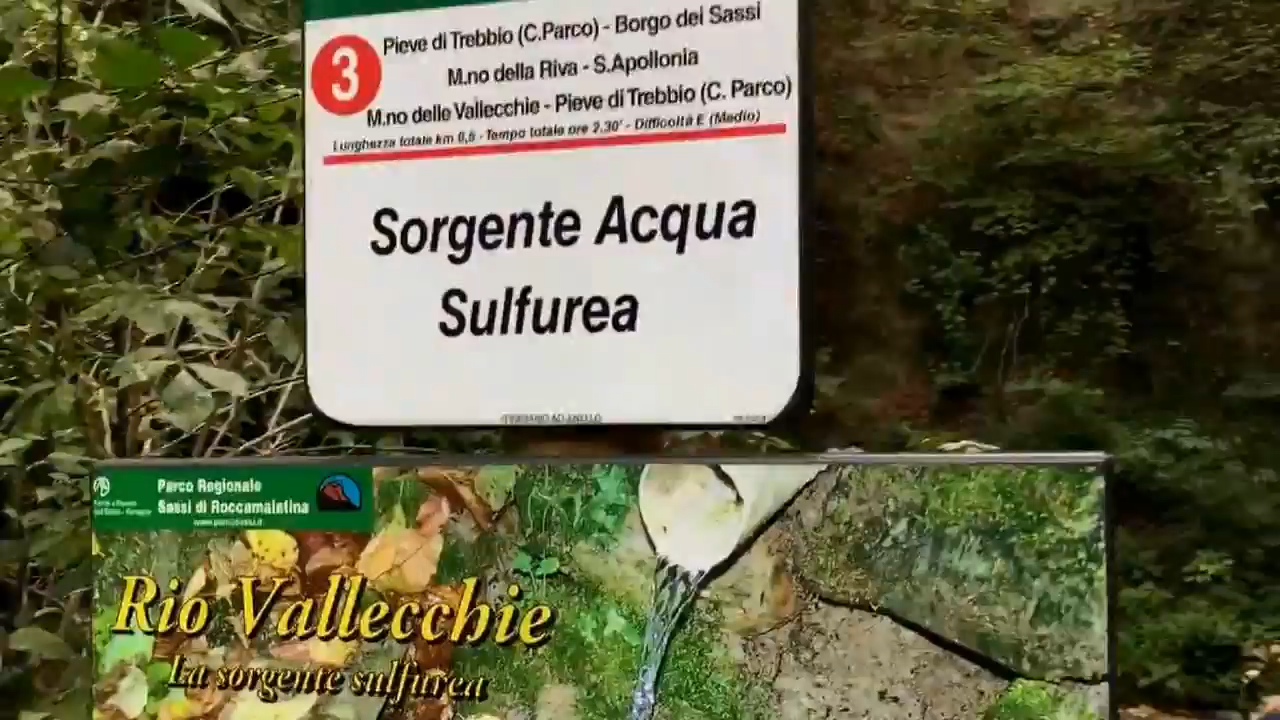 3
Pieve di Trebbio (C.Parco) - Borgo dei Sassi
M.no della Riva - S.Apollonia
M.no delle Vallecchie - Pieve di Trebbio (C. Parco)
Lunghezza totale km 6,5 - Tempo totale ore 2.30' - Difficoltà E (Medio)
Sorgente Acqua
Sulfurea
Parco Regionale
Sassi di Roccamalatina
Rio Vallecchie
La sorgente sulfurea